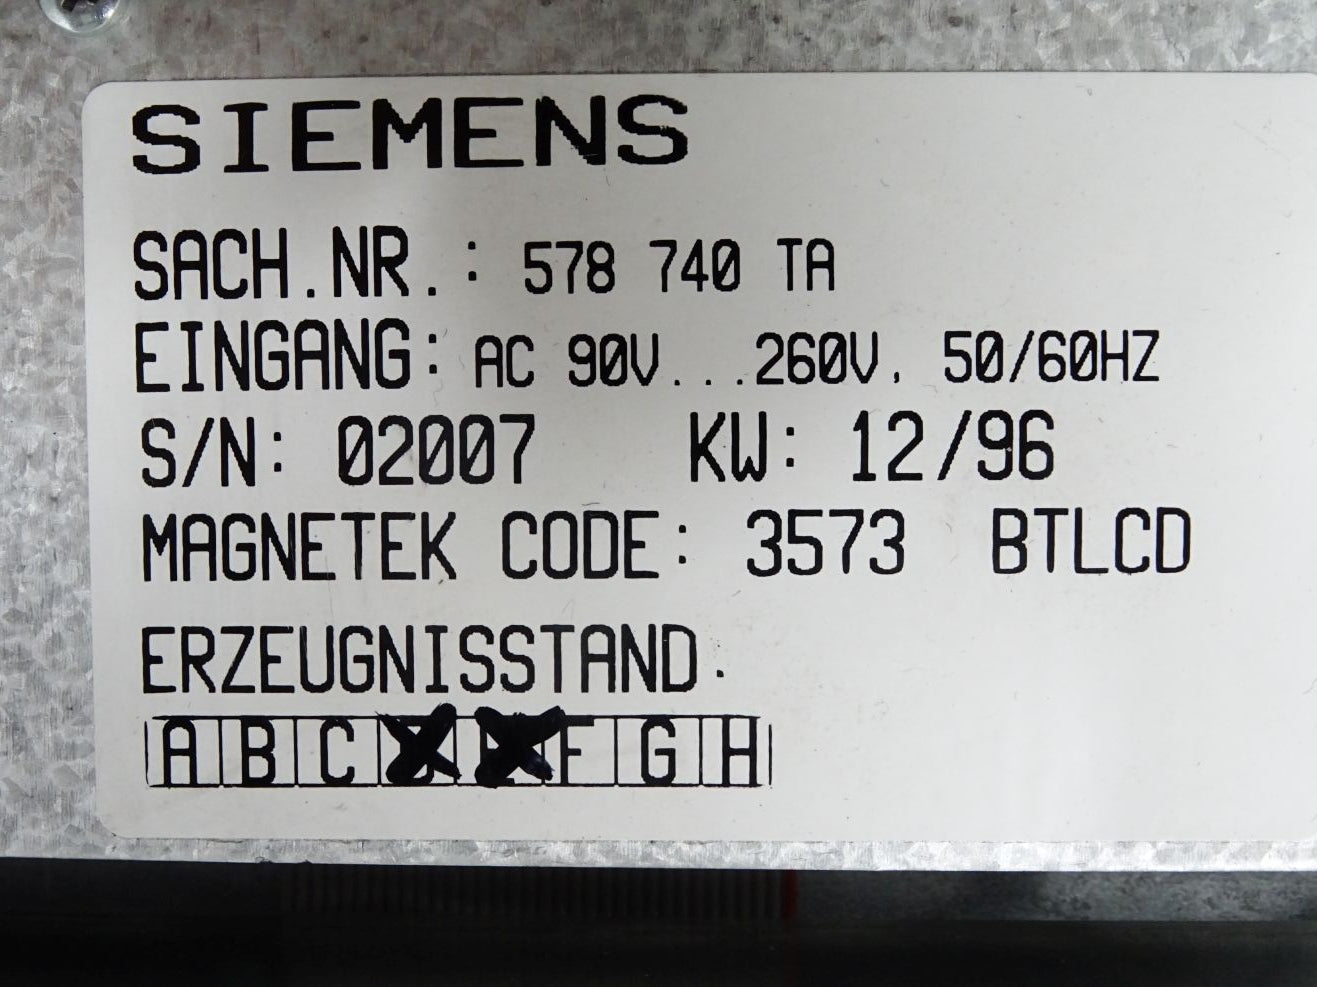 SIEMENS
SACH.NR.: 578 740 TA
EINGANG: AC 90V...260V, 50/60HZ
S/N: 02007 KW: 12/96
MAGNETEK CODE: 3573 BTLCD
ERZEUGNISSTAND.
A B C F G H